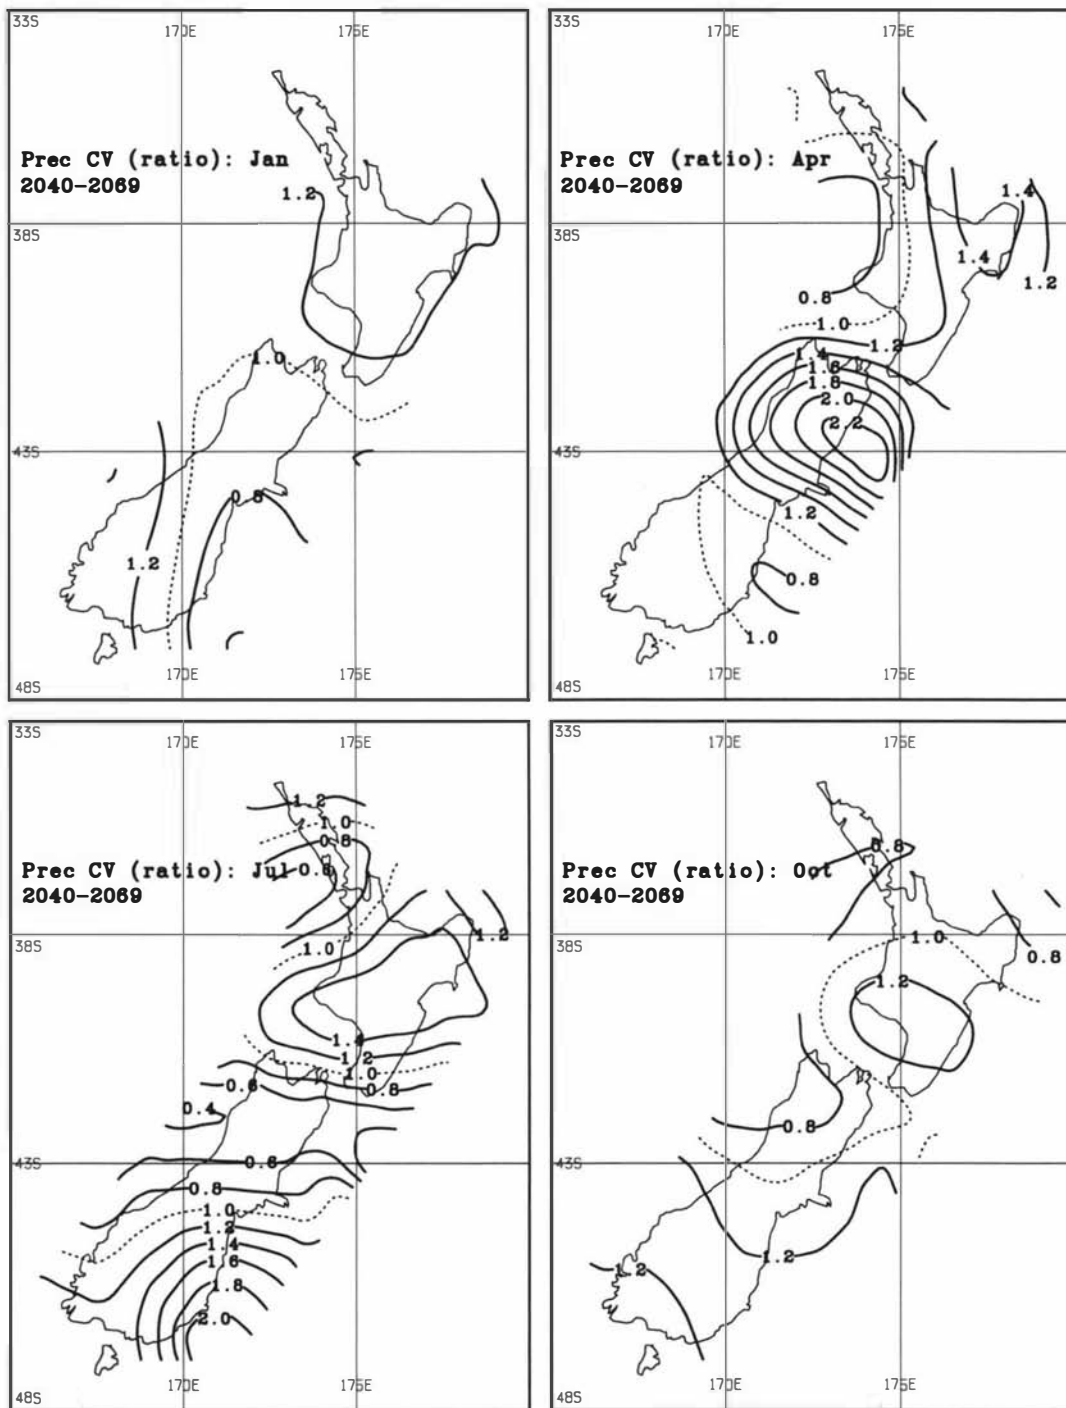 33S
170E 175E
Prec CV (ratio): Jan
2040-2069
1.2
38S
1.0
43S
0.8
1.2
170E 175E
48S
33S
170E 175E
Prec CV (ratio): Apr
2040-2069
1.4
38S
1.4
1.2
0.8
1.0
1.2
1.4
1.6
1.8
2.0
2.2
43S
1.2
0.8
1.0
170E 175E
48S
33S
170E 175E
1.2
1.0
0.8
Prec CV (ratio): Jul 0.6
2040-2069
38S
1.2
1.0
1.4
1.2
1.0
0.6 0.8
0.4
43S
0.6
0.8
1.0
1.2
1.4
1.6
1.8
2.0
170E 175E
48S
33S
170E 175E
0.8
Prec CV (ratio): Oct
2040-2069
38S
1.0
0.8
1.2
0.8
43S
1.2
1.2
170E 175E
48S